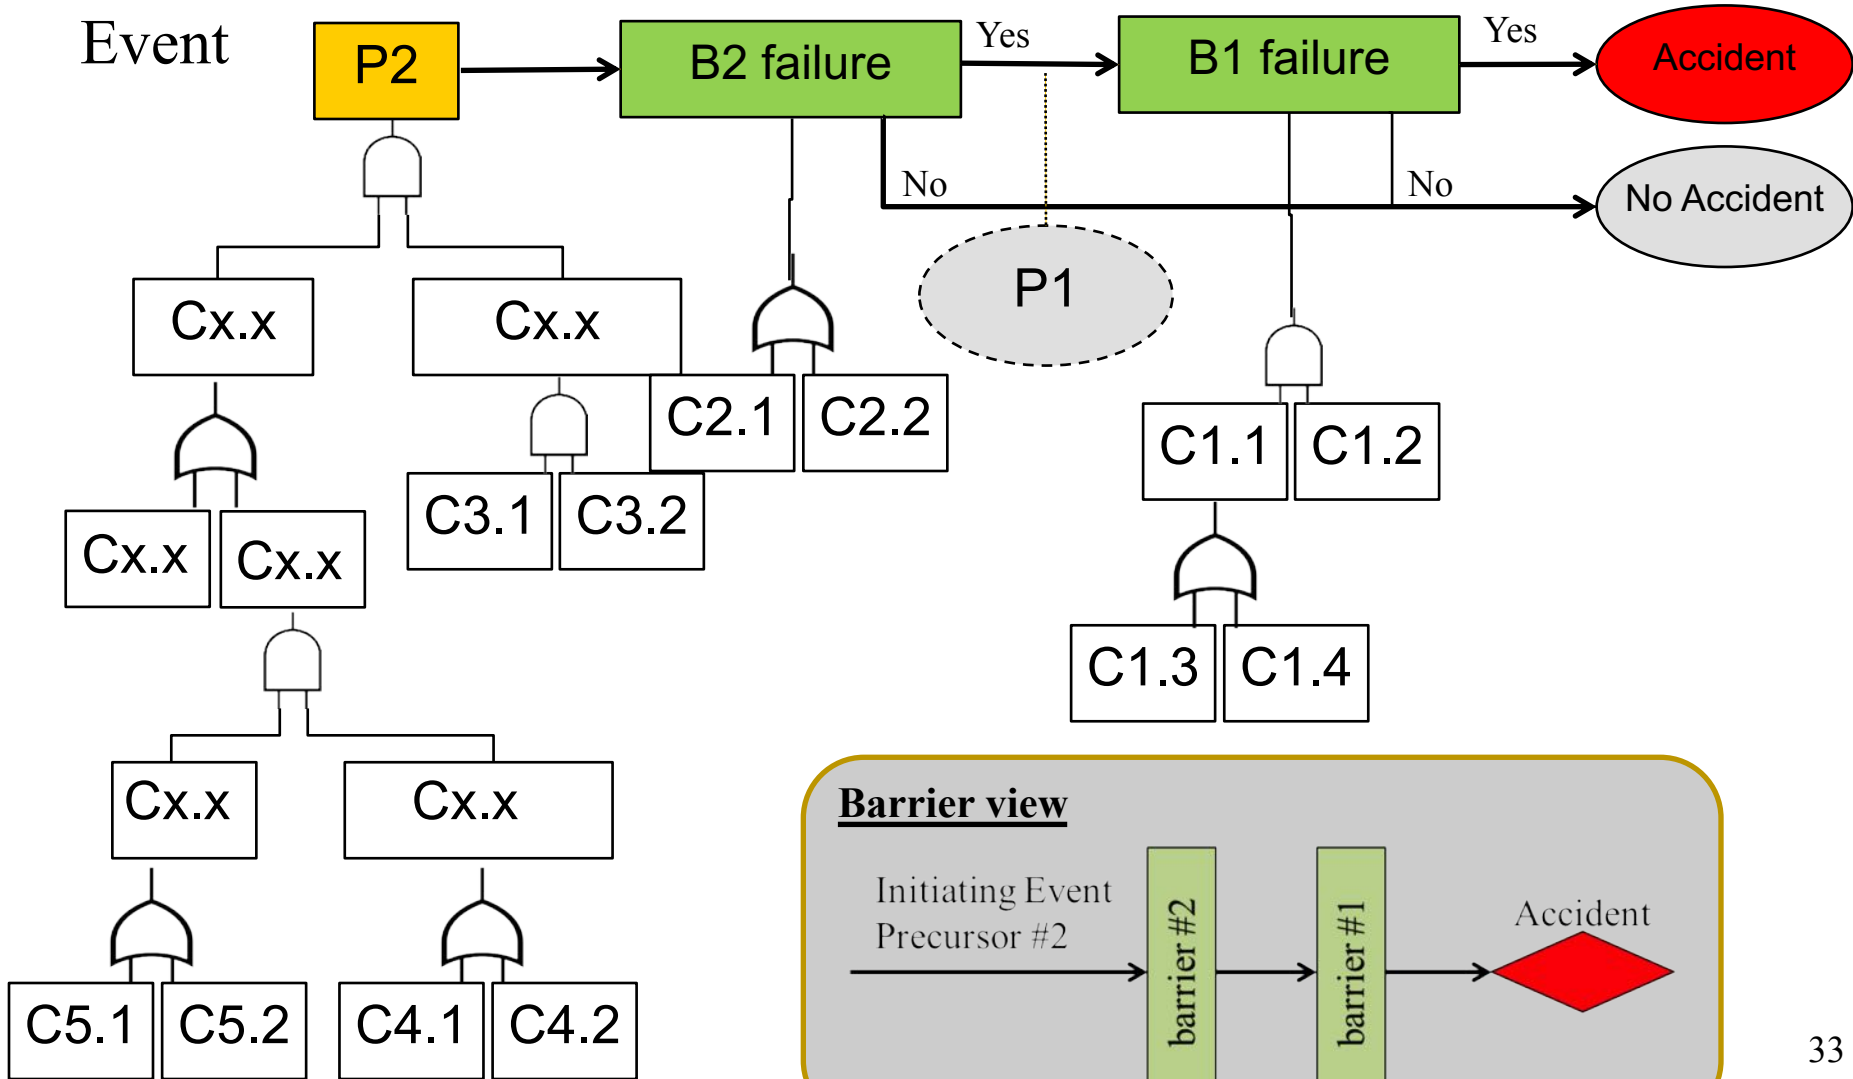 Event
P2
B2 failure
Yes
B1 failure
Yes
Accident
No
No
No Accident
P1
Cx.x
Cx.x
C2.1
C2.2
C1.1
C1.2
C3.1
C3.2
Cx.x
Cx.x
C1.3
C1.4
Cx.x
Cx.x
C5.1
C5.2
C4.1
C4.2
Barrier view
Initiating Event
Precursor #2
barrier #2
barrier #1
Accident
33